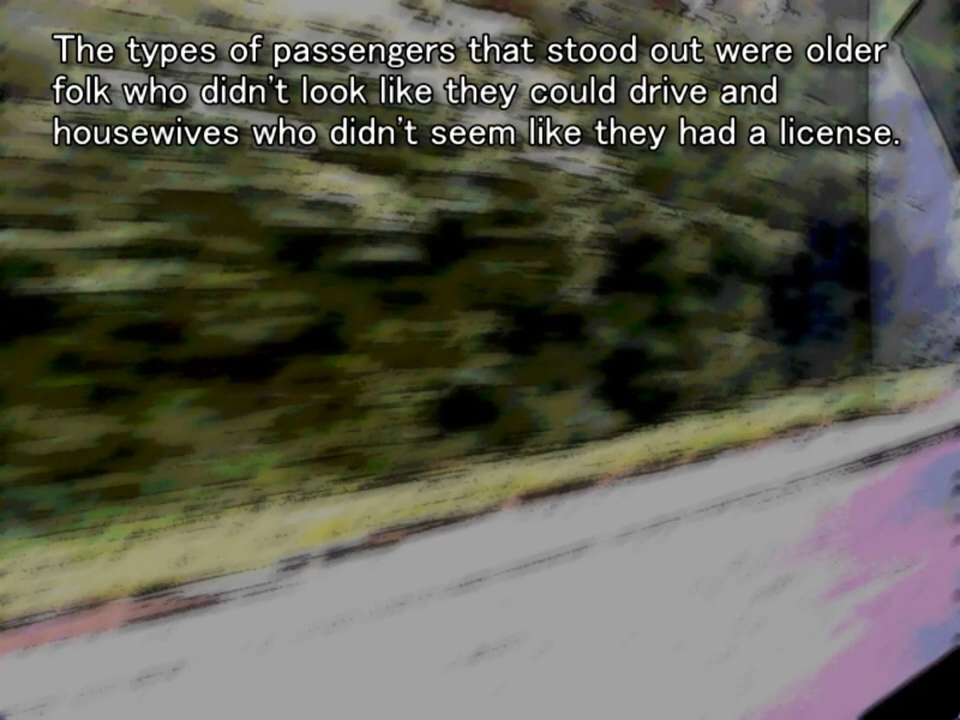 The types of passengers that stood out were older
folk who didn't look like they could drive and
housewives who didn't seem like they had a license.